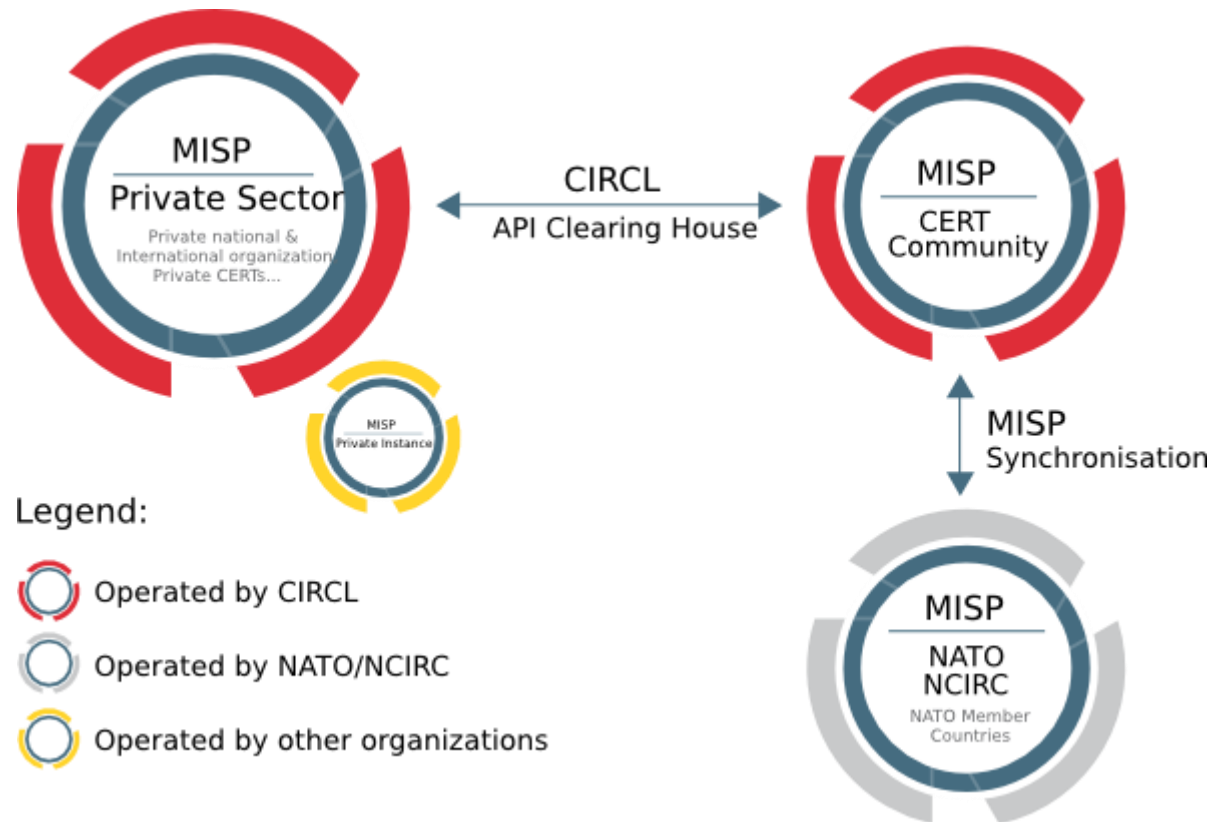 MISP
Private Sector
Private national &
International organization
Private CERTs...
CIRCL
API Clearing House
MISP
CERT
Community
MISP
Private Instance
MISP
Synchronisation
MISP
NATO
NCIRC
NATO Member
Countries
Legend:
Operated by CIRCL
Operated by NATO/NCIRC
Operated by other organizations